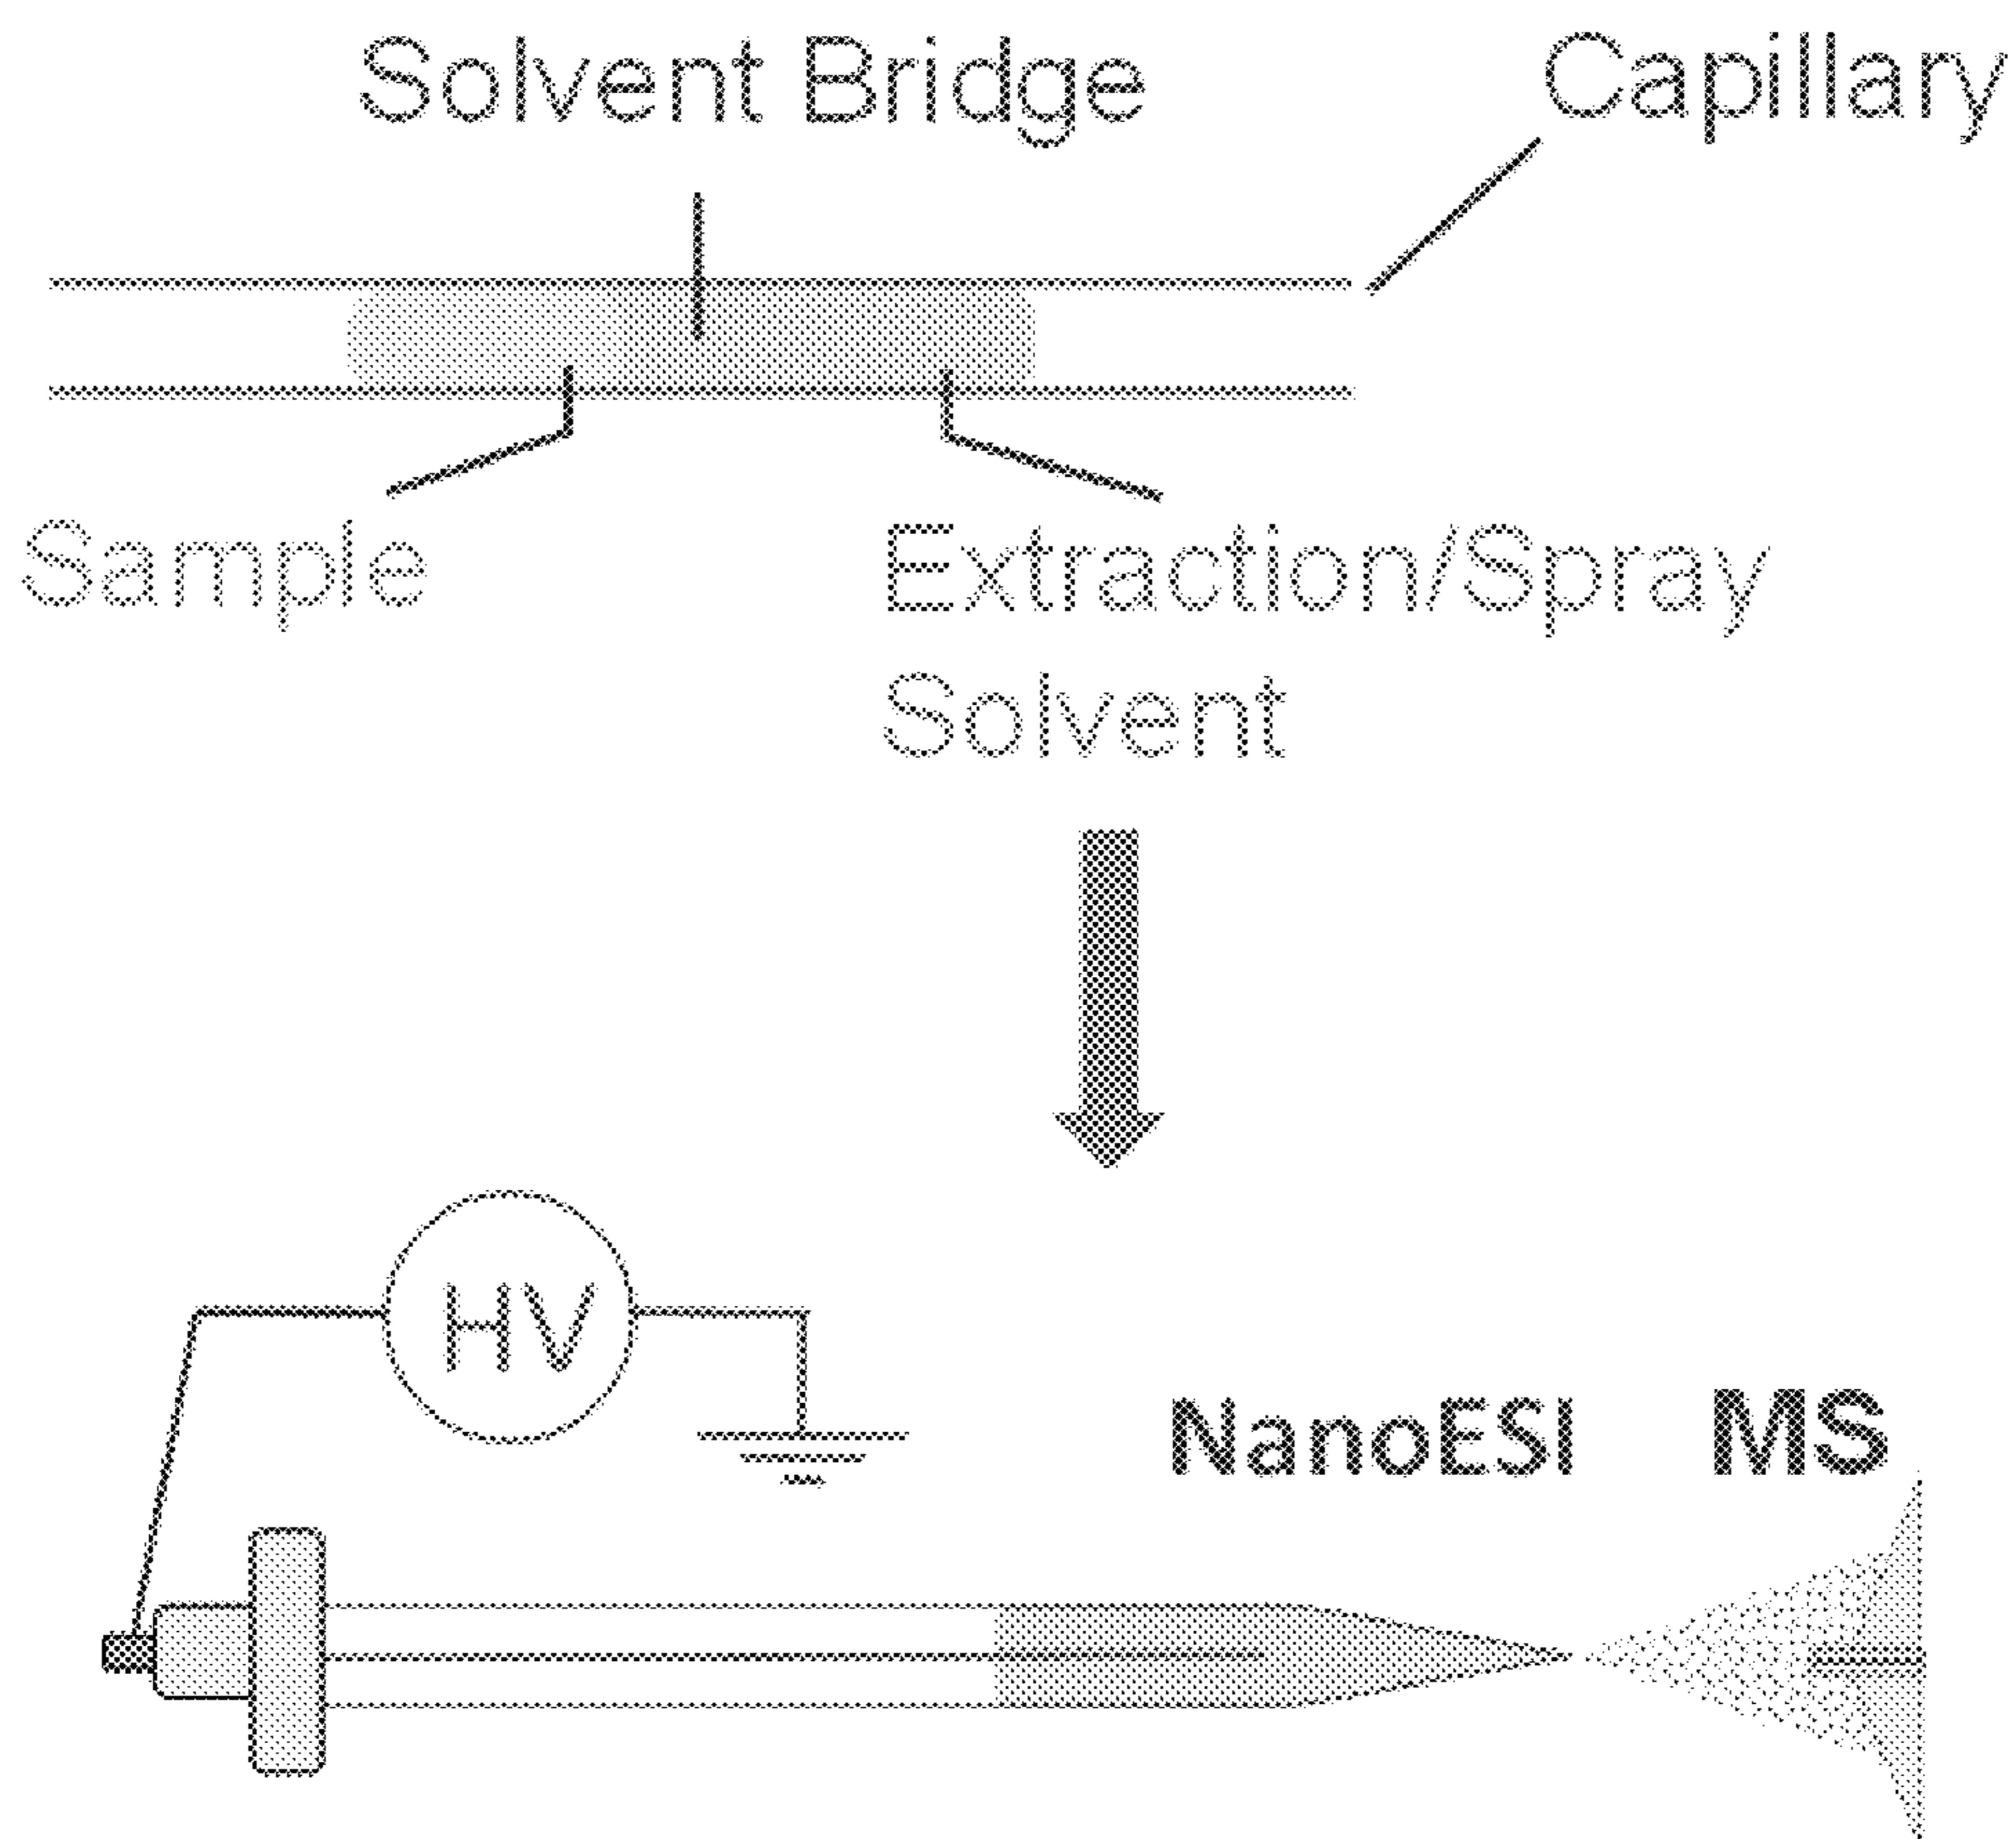 Solvent Bridge
Capillary
Sample
Extraction/Spray
Solvent
HV
NanoESI
MS